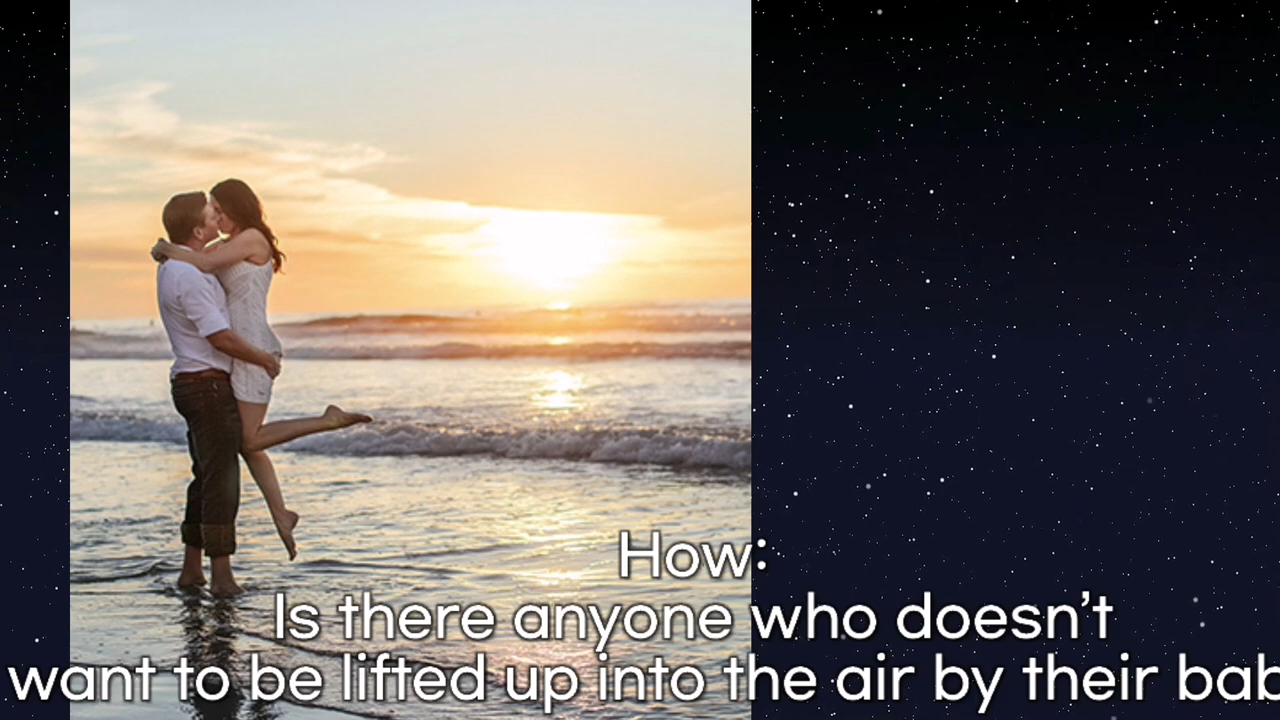 How:
Is there anyone who doesn't
want to be lifted up into the air by their bab